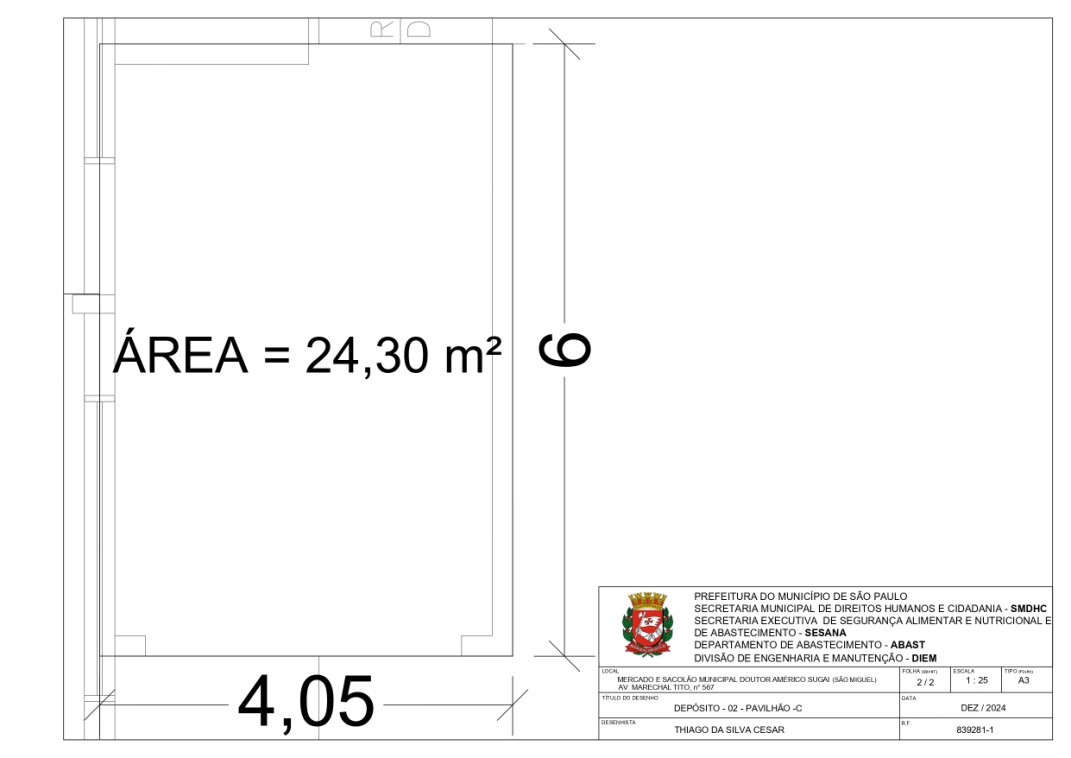 R
D
ÁREA = 24,30 m²
6
4,05
PREFEITURA DO MUNICÍPIO DE SÃO PAULO
SECRETARIA MUNICIPAL DE DIREITOS HUMANOS E CIDADANIA - SMDHC
SECRETARIA EXECUTIVA DE SEGURANÇA ALIMENTAR E NUTRICIONAL E
DE ABASTECIMENTO - SESANA
DEPARTAMENTO DE ABASTECIMENTO - ABAST
DIVISÃO DE ENGENHARIA E MANUTENÇÃO - DIEM
LOCAL
MERCADO E SACOLÃO MUNICIPAL DOUTOR AMÉRICO SUGAI (SÃO MIGUEL)
AV. MARECHAL TITO, nº 567
FOLHA
2 / 2
ESCALA
1 : 25
TIPO (FOLHA)
A3
TÍTULO DO DESENHO
DEPÓSITO - 02 - PAVILHÃO -C
DATA
DEZ / 2024
DESENHISTA
THIAGO DA SILVA CESAR
R.F.
839281-1